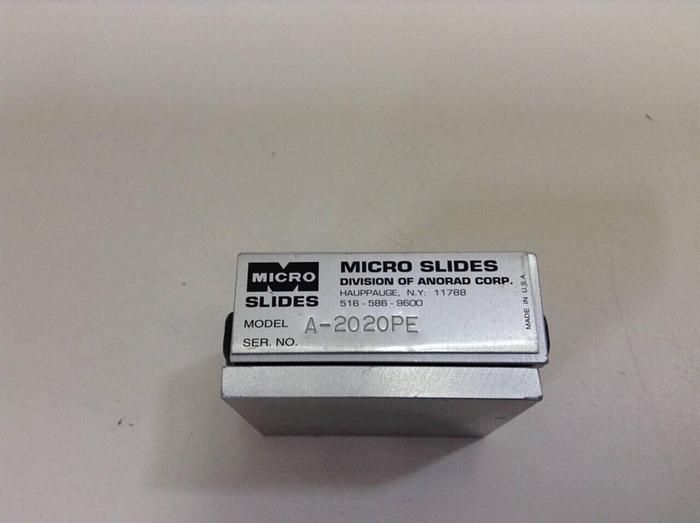 MICRO
SLIDES
MICRO SLIDES
DIVISION OF ANORAD CORP.
HAUPPAUGE, N.Y. 11788
516-586-9600
MODEL A-2020PE
SER. NO.
MADE IN U.S.A.